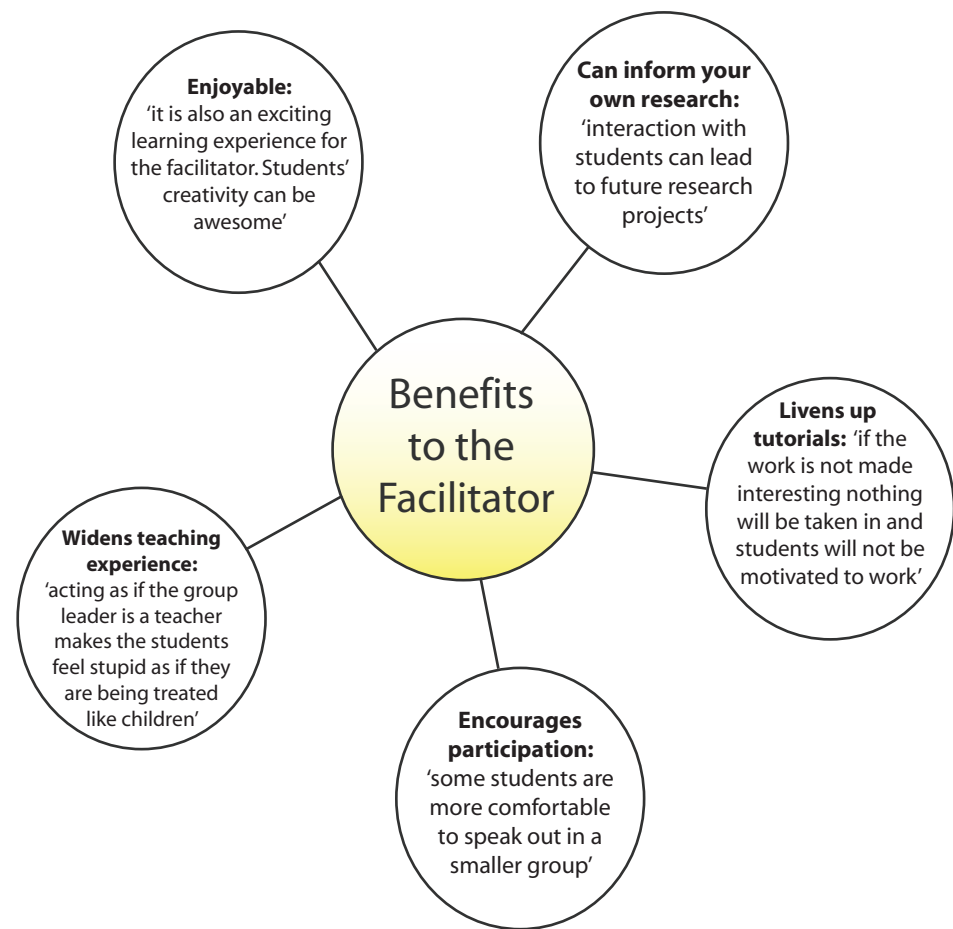 Enjoyable:
‘it is also an exciting
learning experience for
the facilitator. Students’
creativity can be
awesome’
Can inform your
own research:
‘interaction with
students can lead
to future research
projects’
Benefits
to the
Facilitator
Livens up
tutorials: ‘if the
work is not made
interesting nothing
will be taken in and
students will not be
motivated to work’
Widens teaching
experience:
‘acting as if the group
leader is a teacher
makes the students
feel stupid as if they
are being treated
like children’
Encourages
participation:
‘some students are
more comfortable
to speak out in a
smaller group’